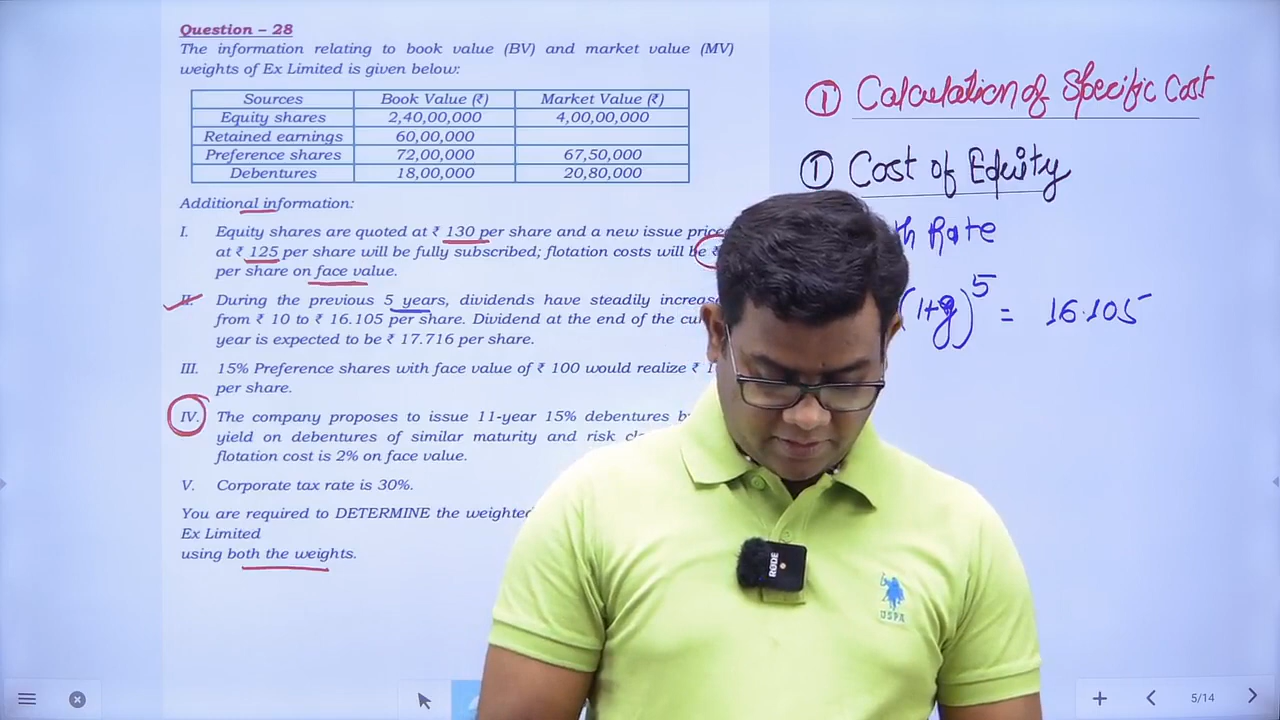 Question – 28
The information relating to book value (BV) and market value (MV)
weights of Ex Limited is given below:
Sources Book Value (₹) Market Value (₹)
Equity shares 2,40,00,000 4,00,00,000
Retained earnings 60,00,000
Preference shares 72,00,000 67,50,000
Debentures 18,00,000 20,80,000
Additional information:
I. Equity shares are quoted at ₹ 130 per share and a new issue price
at ₹ 125 per share will be fully subscribed; flotation costs will be ₹
per share on face value.
II. During the previous 5 years, dividends have steadily increase
from ₹ 10 to ₹ 16.105 per share. Dividend at the end of the cu
year is expected to be ₹ 17.716 per share.
III. 15% Preference shares with face value of ₹ 100 would realize ₹ 1
per share.
IV. The company proposes to issue 11-year 15% debentures b
yield on debentures of similar maturity and risk cl
flotation cost is 2% on face value.
V. Corporate tax rate is 30%.
You are required to DETERMINE the weighted
Ex Limited
using both the weights.
① Calculation of Specific Cost
① Cost of Equity
th Rate
(1+g)^5 = 16.105
RØDE
USPA
5/14